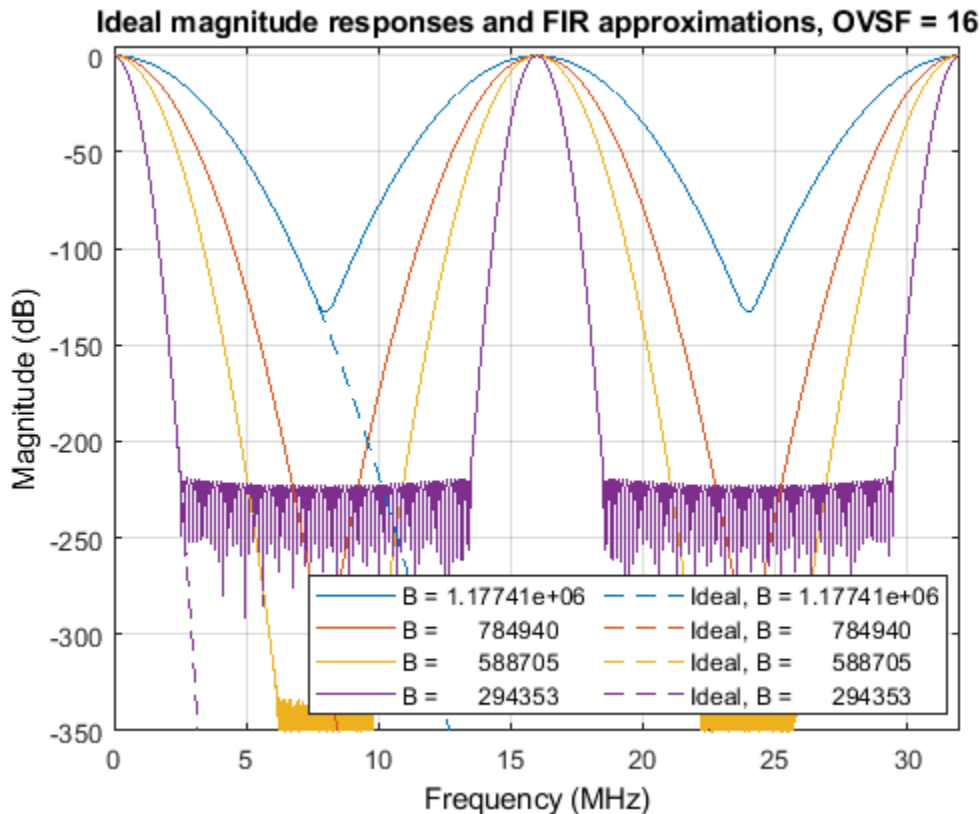 Ideal magnitude responses and FIR approximations, OVSF = 16
0
-50
-100
-150
-200
-250
-300
-350
Magnitude (dB)
B = 1.17741e+06
Ideal, B = 1.17741e+06
B = 784940
Ideal, B = 784940
B = 588705
Ideal, B = 588705
B = 294353
Ideal, B = 294353
0 5 10 15 20 25 30
Frequency (MHz)